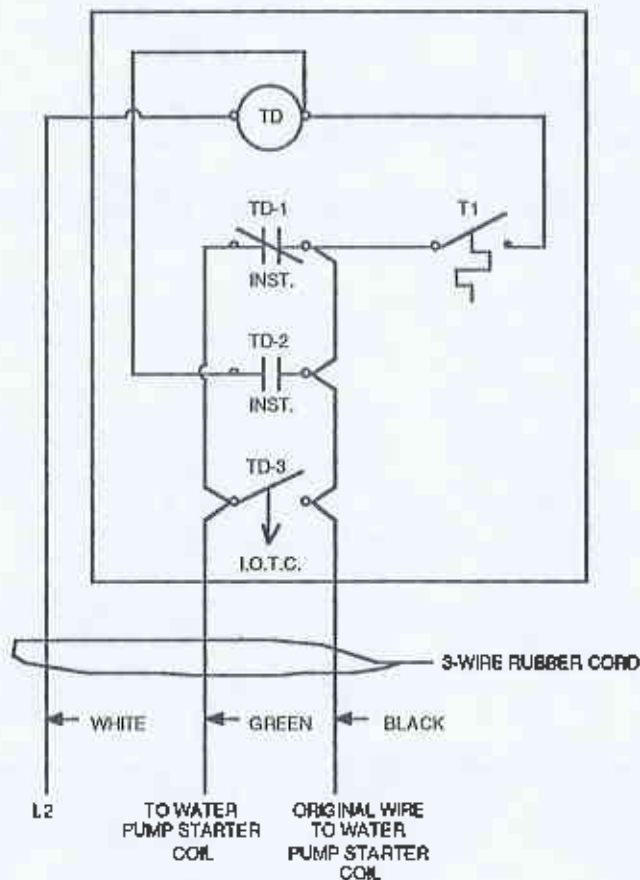 TD
TD-1
T1
INST.
TD-2
INST.
TD-3
I.O.T.C.
3-WIRE RUBBER CORD
WHITE
GREEN
BLACK
L2
TO WATER
PUMP STARTER
COIL
ORIGINAL WIRE
TO WATER
PUMP STARTER
COIL